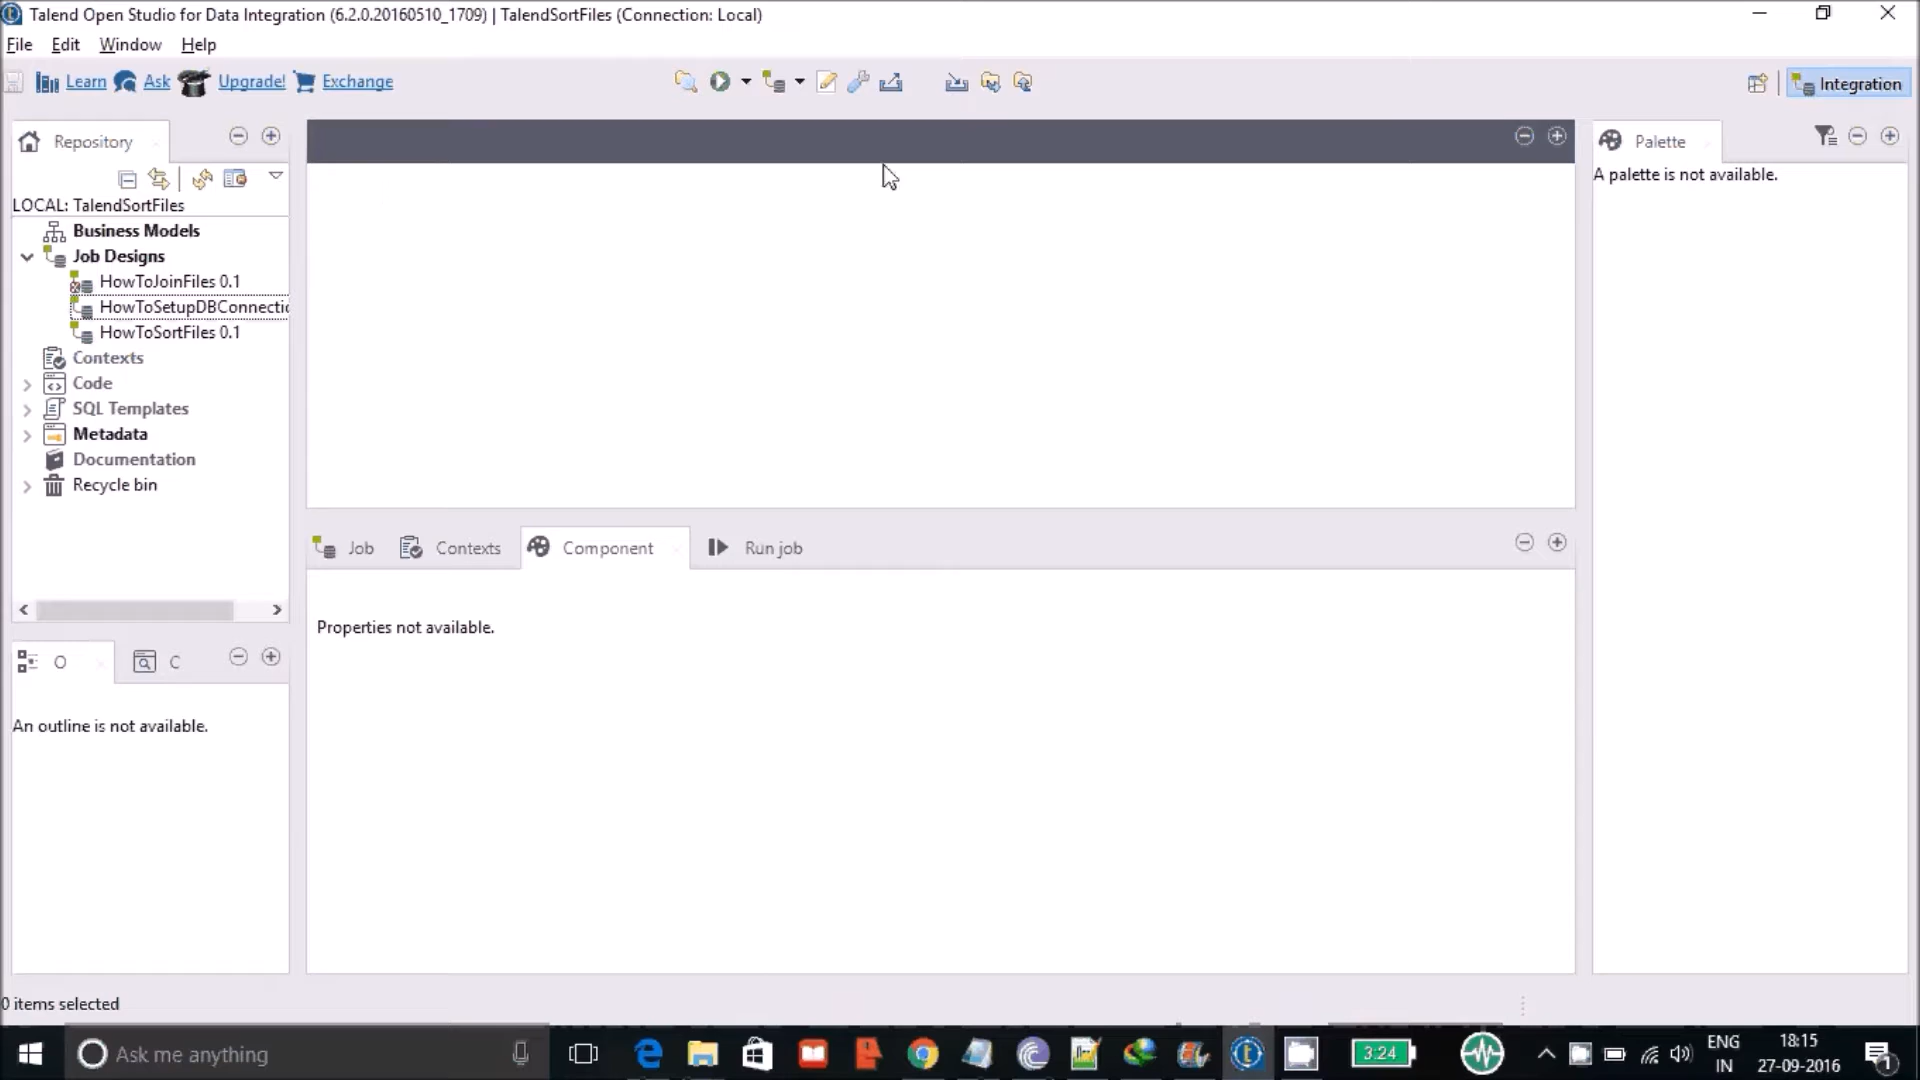 Talend Open Studio for Data Integration (6.2.0.20160510_1709) | TalendSortFiles (Connection: Local)
File Edit Window Help
Learn Ask Upgrade! Exchange
Integration
Repository
LOCAL: TalendSortFiles
Business Models
Job Designs
HowToJoinFiles 0.1
HowToSetupDBConnectio
HowToSortFiles 0.1
Contexts
Code
SQL Templates
Metadata
Documentation
Recycle bin
O C
An outline is not available.
Job Contexts Component Run job
Properties not available.
Palette
A palette is not available.
0 items selected
Ask me anything
3:24
ENG
IN
18:15
27-09-2016
1